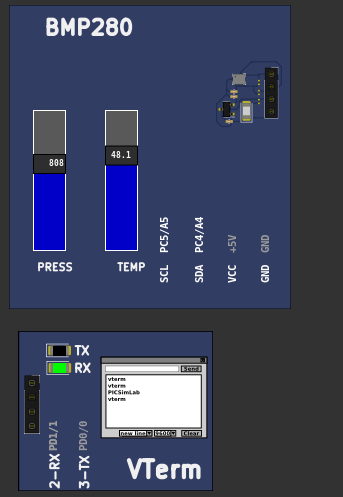 BMP280
808
48.1
PRESS
TEMP
SCL PC5/A5
SDA PC4/A4
VCC +5V
GND GND
TX
RX
Send
vterm
vterm
PICSimLab
vterm
new line 9600 Clear
2-RX PD1/1
3-TX PD0/0
VTerm